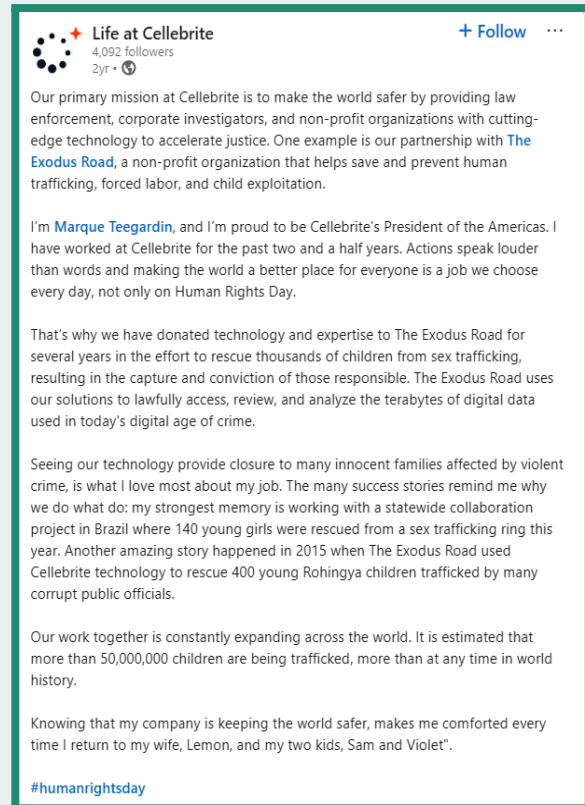 Life at Cellebrite
+ Follow ...
4,092 followers
2yr •
Our primary mission at Cellebrite is to make the world safer by providing law
enforcement, corporate investigators, and non-profit organizations with cutting-
edge technology to accelerate justice. One example is our partnership with The
Exodus Road, a non-profit organization that helps save and prevent human
trafficking, forced labor, and child exploitation.
I'm Marque Teegardin, and I'm proud to be Cellebrite's President of the Americas. I
have worked at Cellebrite for the past two and a half years. Actions speak louder
than words and making the world a better place for everyone is a job we choose
every day, not only on Human Rights Day.
That's why we have donated technology and expertise to The Exodus Road for
several years in the effort to rescue thousands of children from sex trafficking,
resulting in the capture and conviction of those responsible. The Exodus Road uses
our solutions to lawfully access, review, and analyze the terabytes of digital data
used in today's digital age of crime.
Seeing our technology provide closure to many innocent families affected by violent
crime, is what I love most about my job. The many success stories remind me why
we do what do: my strongest memory is working with a statewide collaboration
project in Brazil where 140 young girls were rescued from a sex trafficking ring this
year. Another amazing story happened in 2015 when The Exodus Road used
Cellebrite technology to rescue 400 young Rohingya children trafficked by many
corrupt public officials.
Our work together is constantly expanding across the world. It is estimated that
more than 50,000,000 children are being trafficked, more than at any time in world
history.
Knowing that my company is keeping the world safer, makes me comforted every
time I return to my wife, Lemon, and my two kids, Sam and Violet".
#humanrightsday